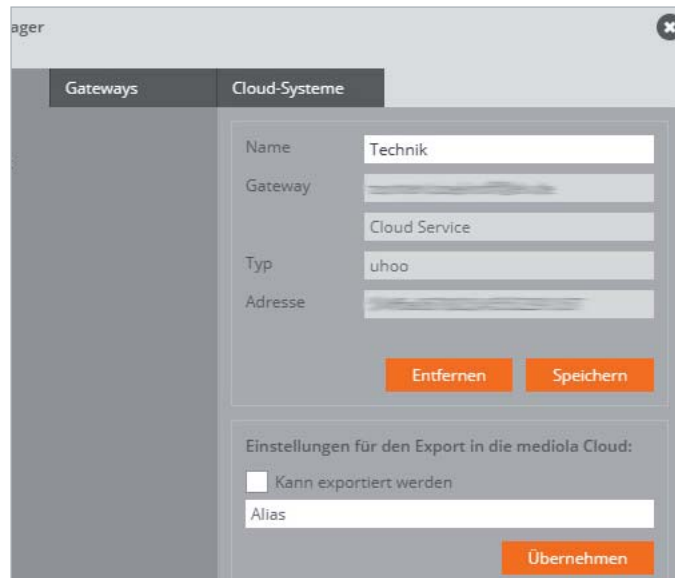 ager
Gateways
Cloud-Systeme
Name
Technik
Gateway
Cloud Service
Typ
uhoo
Adresse
Entfernen
Speichern
Einstellungen für den Export in die mediola Cloud:
Kann exportiert werden
Alias
Übernehmen